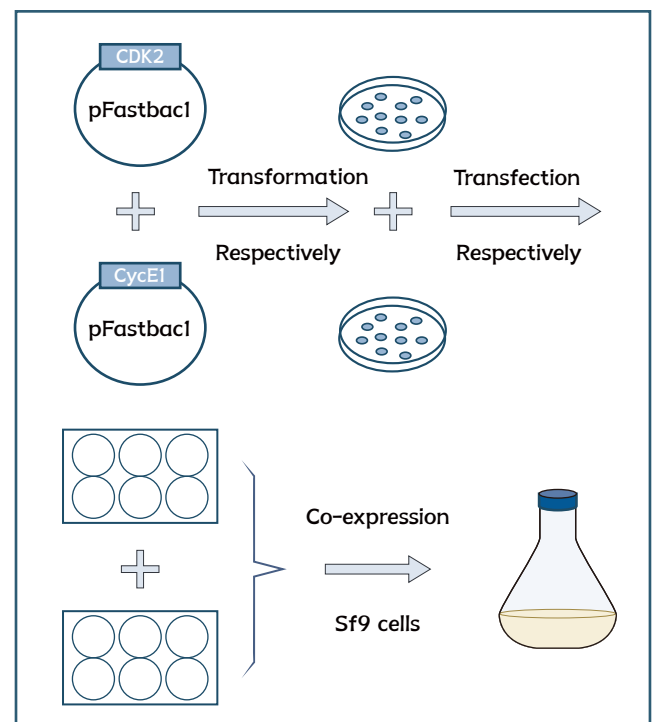 CDK2
pFastbac1
Transformation
Respectively
Transfection
Respectively
CycE1
pFastbac1
Co-expression
Sf9 cells